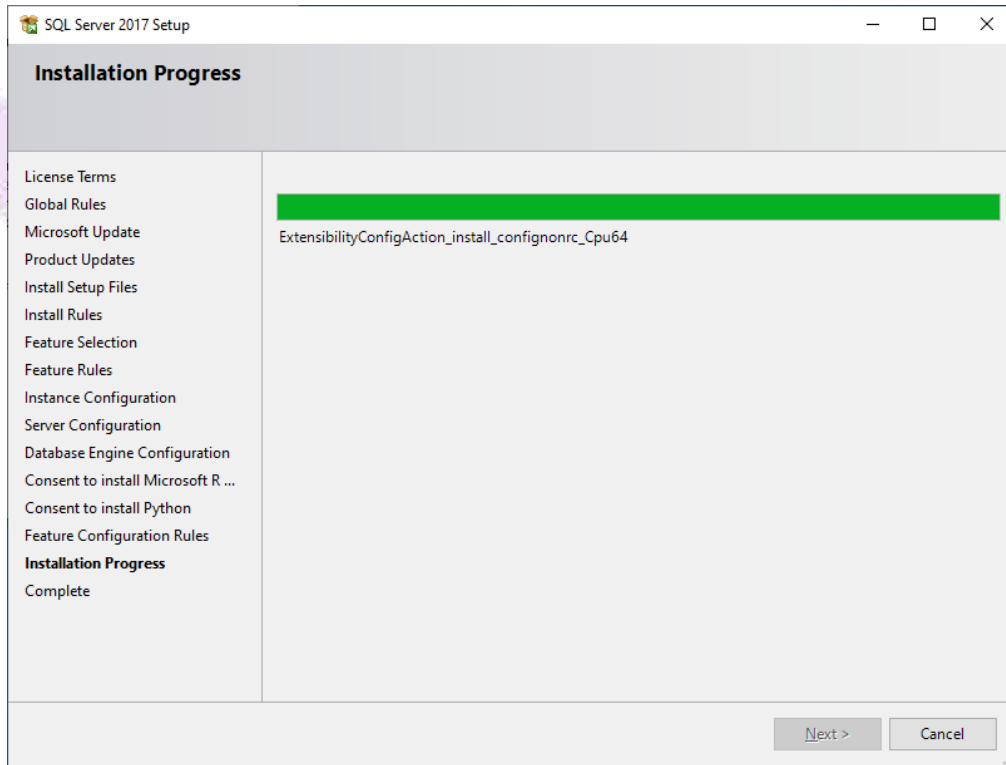 SQL Server 2017 Setup
Installation Progress
License Terms
Global Rules
Microsoft Update
Product Updates
Install Setup Files
Install Rules
Feature Selection
Feature Rules
Instance Configuration
Server Configuration
Database Engine Configuration
Consent to install Microsoft R ...
Consent to install Python
Feature Configuration Rules
Installation Progress
Complete
ExtensibilityConfigAction_install_confignonrc_Cpu64
Next >
Cancel